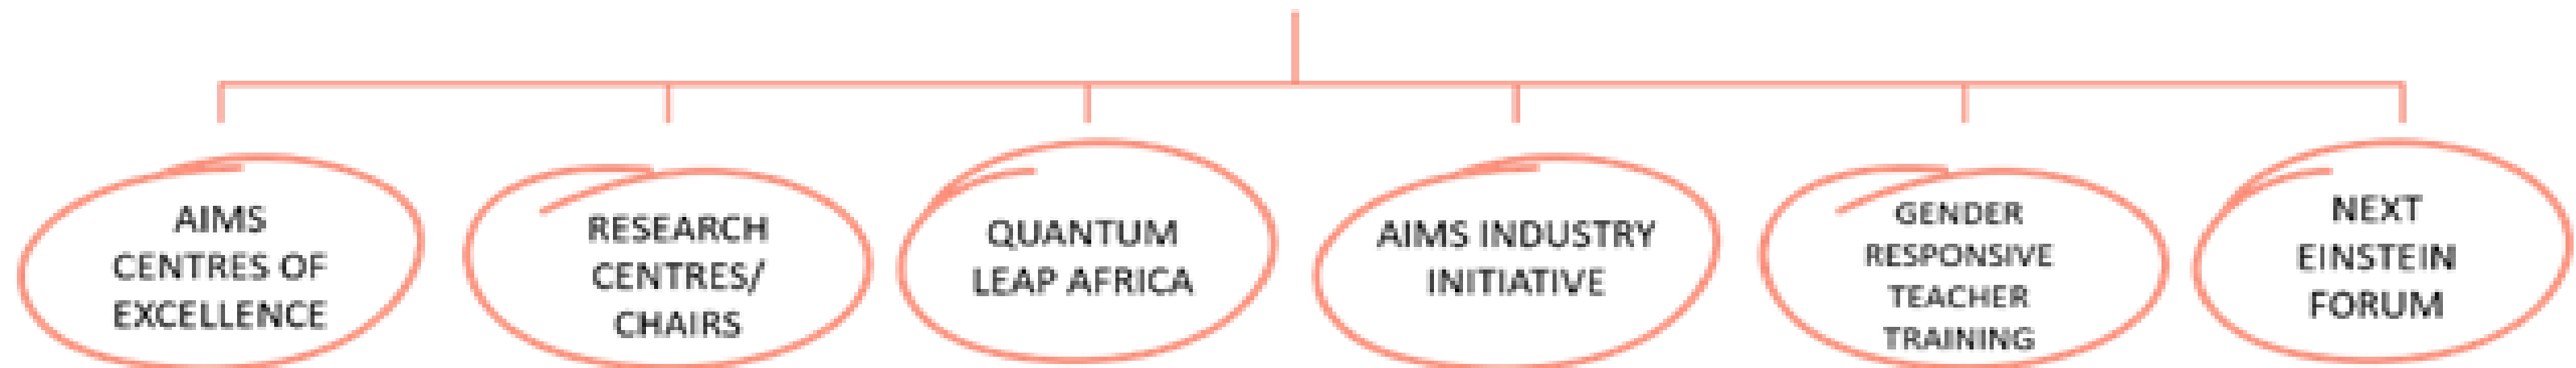 AIMS
CENTRES OF
EXCELLENCE
RESEARCH
CENTRES/
CHAIRS
QUANTUM
LEAP AFRICA
AIMS INDUSTRY
INITIATIVE
GENDER
RESPONSIVE
TEACHER
TRAINING
NEXT
EINSTEIN
FORUM